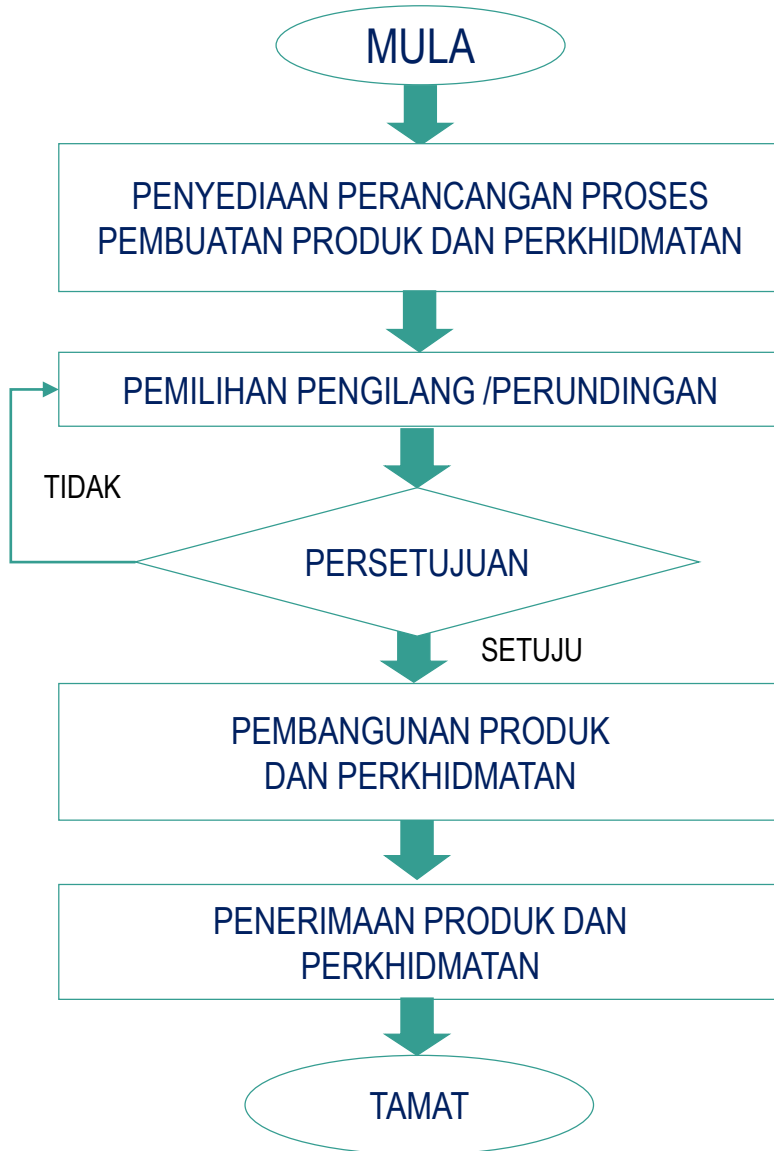 MULA
PENYEDIAAN PERANCANGAN PROSES
PEMBUATAN PRODUK DAN PERKHIDMATAN
PEMILIHAN PENGILANG /PERUNDINGAN
TIDAK
PERSETUJUAN
SETUJU
PEMBANGUNAN PRODUK
DAN PERKHIDMATAN
PENERIMAAN PRODUK DAN
PERKHIDMATAN
TAMAT